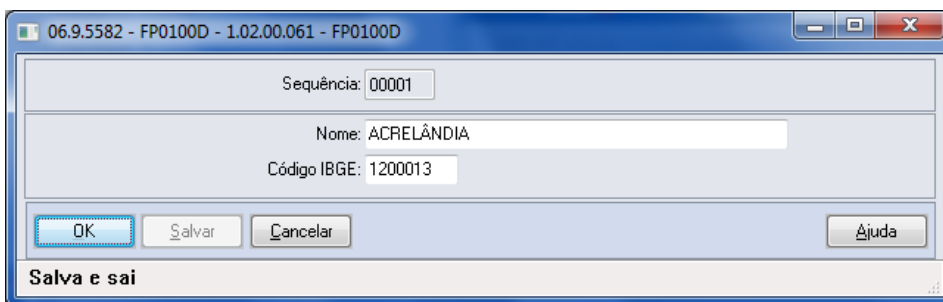 06.9.5582 - FP0100D - 1.02.00.061 - FP0100D
Sequência: 00001
Nome: ACRELÂNDIA
Código IBGE: 1200013
OK Salvar Cancelar Ajuda
Salva e sai